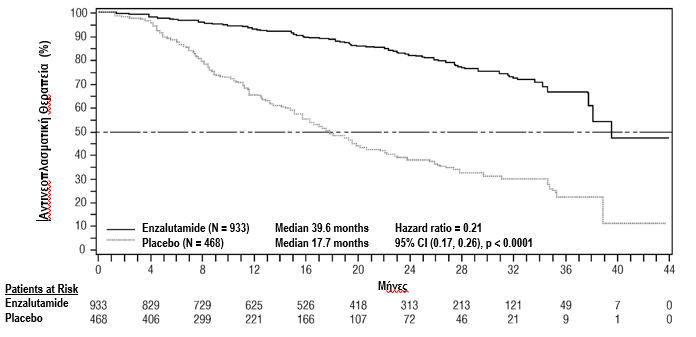 100
90
80
70
60
50
40
30
20
10
0
Αντινεοπλασματική Θεραπεία (%)
Enzalutamide (N = 933) Median 39.6 months Hazard ratio = 0.21
Placebo (N = 468) Median 17.7 months 95% CI (0.17, 0.26), p < 0.0001
0 4 8 12 16 20 24 28 32 36 40 44
Μήνες
Patients at Risk
Enzalutamide 933 829 729 625 526 418 313 213 121 49 7 0
Placebo 468 406 299 221 166 107 72 46 21 9 1 0